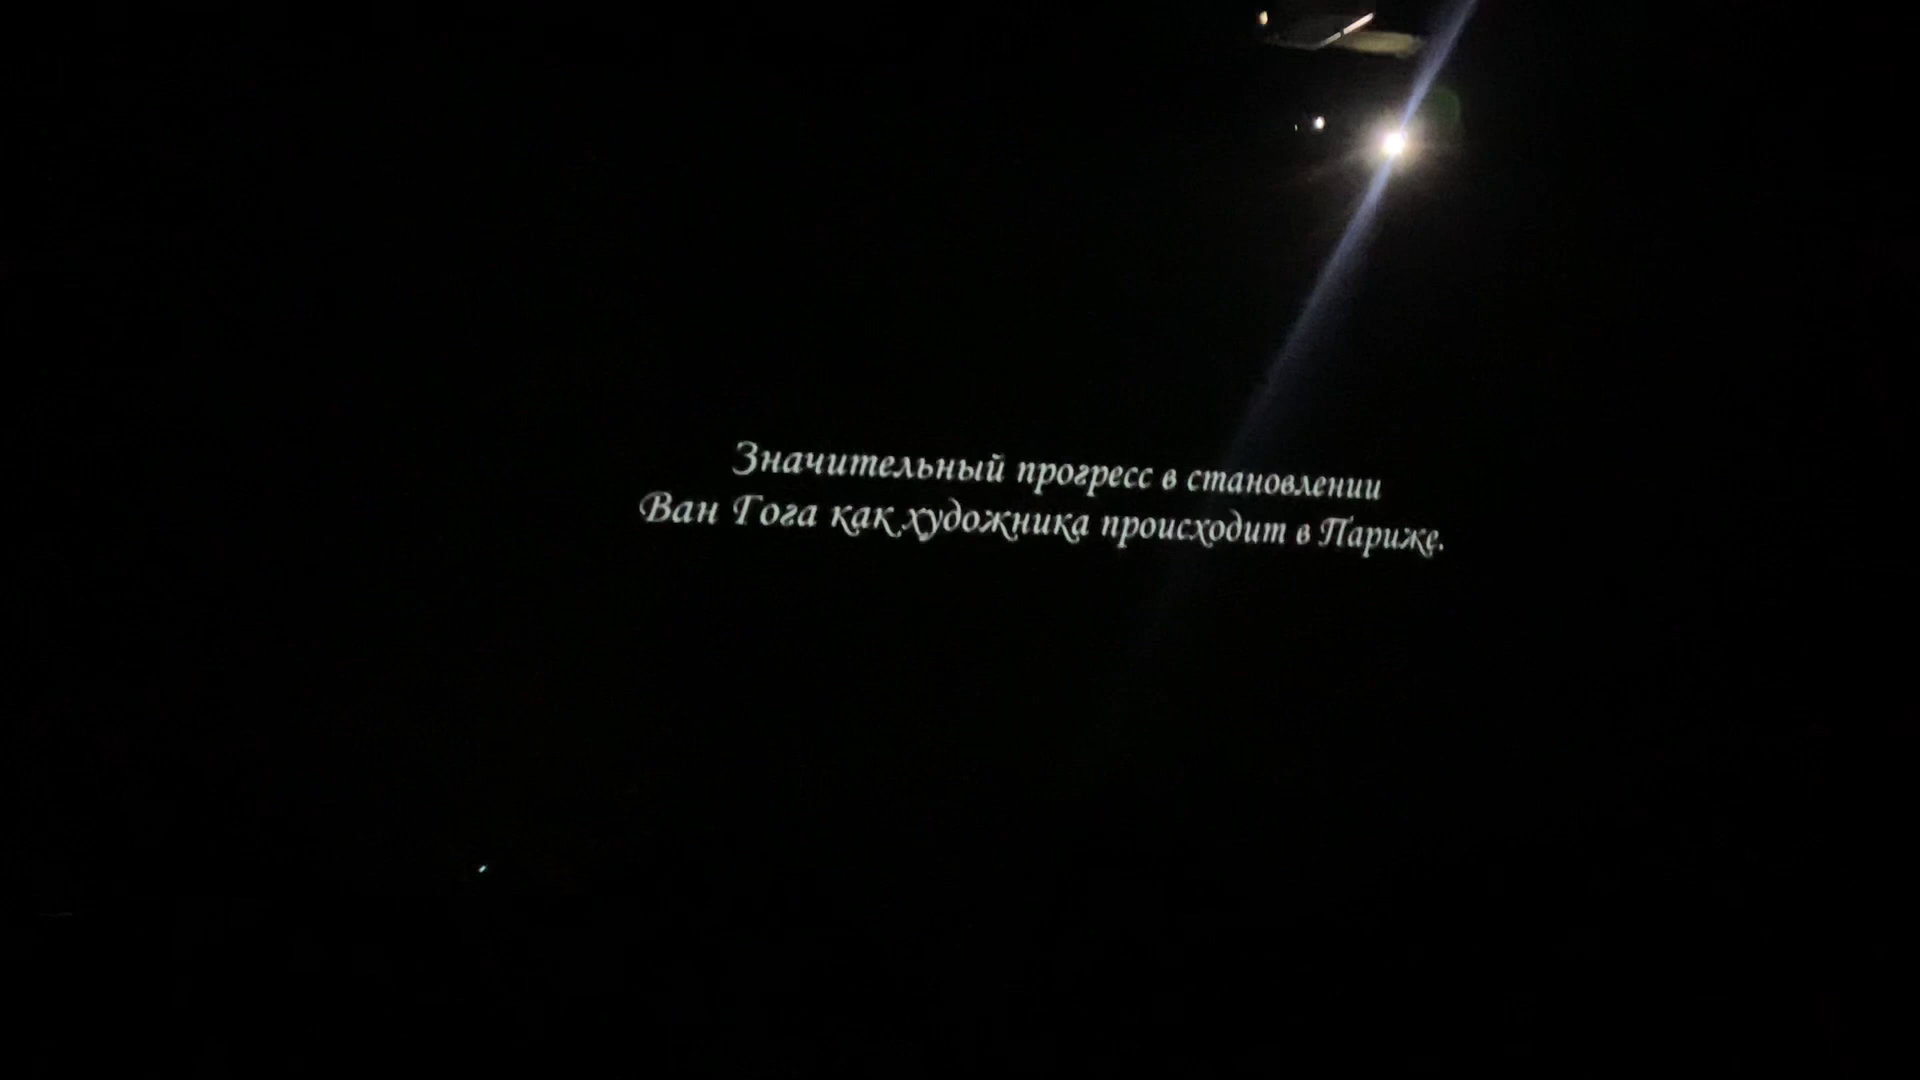 Значительный прогресс в становлении
Ван Гога как художника происходит в Париже.